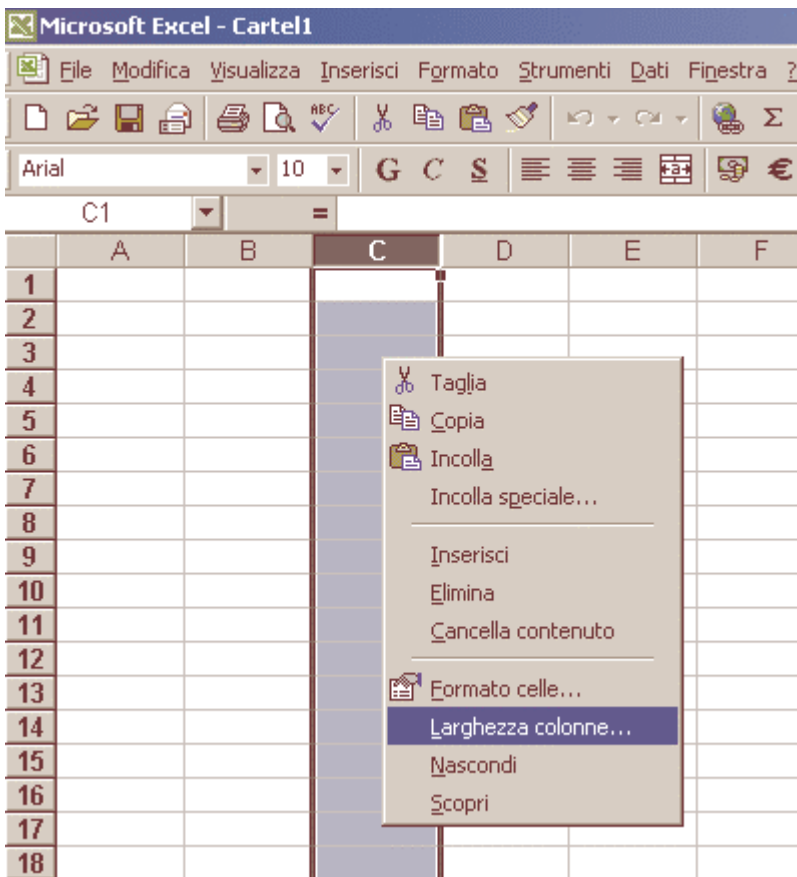 Microsoft Excel - Cartel1
File Modifica Visualizza Inserisci Formato Strumenti Dati Finestra ?
ABC Σ
Arial 10 G C S a €
C1 =
A B C D E F
1
2
3
4
5
6
7
8
9
10
11
12
13
14
15
16
17
18
Taglia
Copia
Incolla
Incolla speciale...
Inserisci
Elimina
Cancella contenuto
Formato celle...
Larghezza colonne...
Nascondi
Scopri